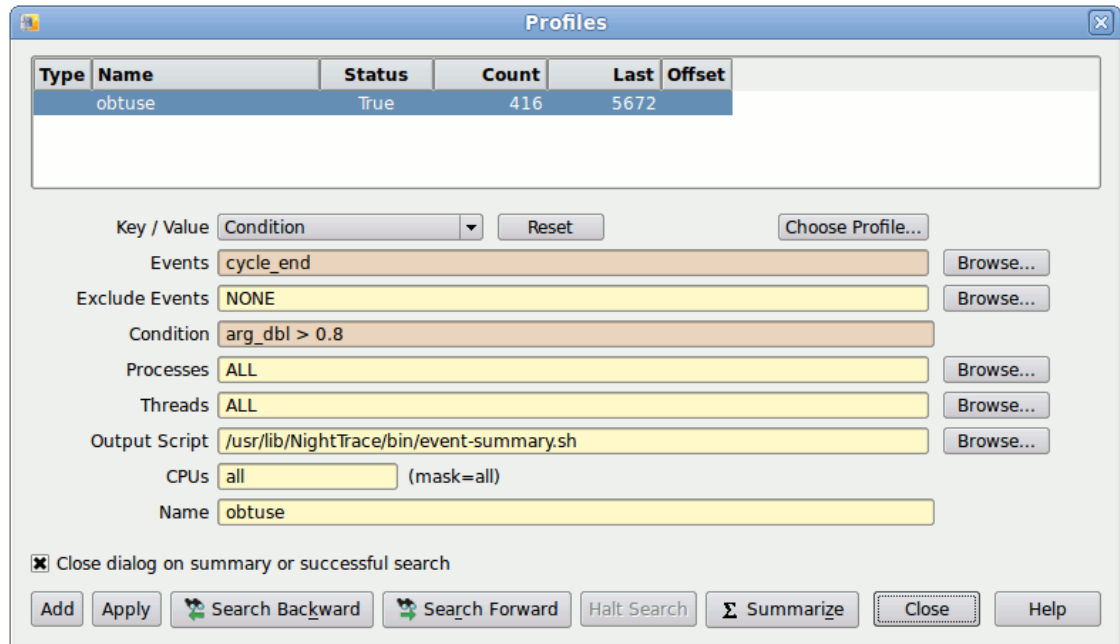 Profiles
Type Name Status Count Last Offset
obtuse True 416 5672
Key / Value Condition Reset Choose Profile...
Events cycle_end Browse...
Exclude Events NONE Browse...
Condition arg_dbl > 0.8
Processes ALL Browse...
Threads ALL Browse...
Output Script /usr/lib/NightTrace/bin/event-summary.sh Browse...
CPUs all (mask=all)
Name obtuse
Close dialog on summary or successful search
Add Apply Search Backward Search Forward Halt Search Σ Summarize Close Help